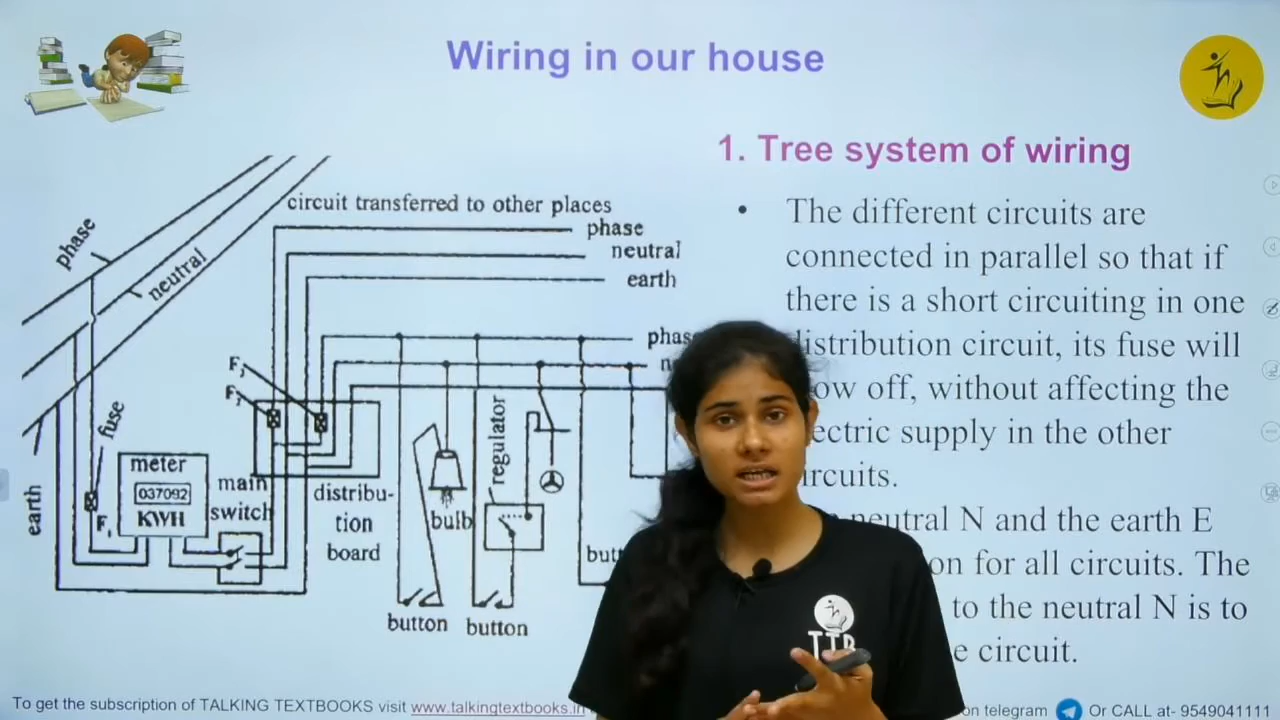 Wiring in our house
1. Tree system of wiring
• The different circuits are
connected in parallel so that if
there is a short circuiting in one
distribution circuit, its fuse will
ow off, without affecting the
ectric supply in the other
ircuits.
neutral N and the earth E
on for all circuits. The
to the neutral N is to
e circuit.
circuit transferred to other places
phase
neutral
earth
phase
neutral
phas
n
F3
F2
fuse
earth
F1
meter
037092
KWH
main
switch
distribu-
tion
board
bulb
regulator
butt
button
button
TTB
To get the subscription of TALKING TEXTBOOKS visit www.talkingtextbooks.in
on telegram Or CALL at- 9549041111